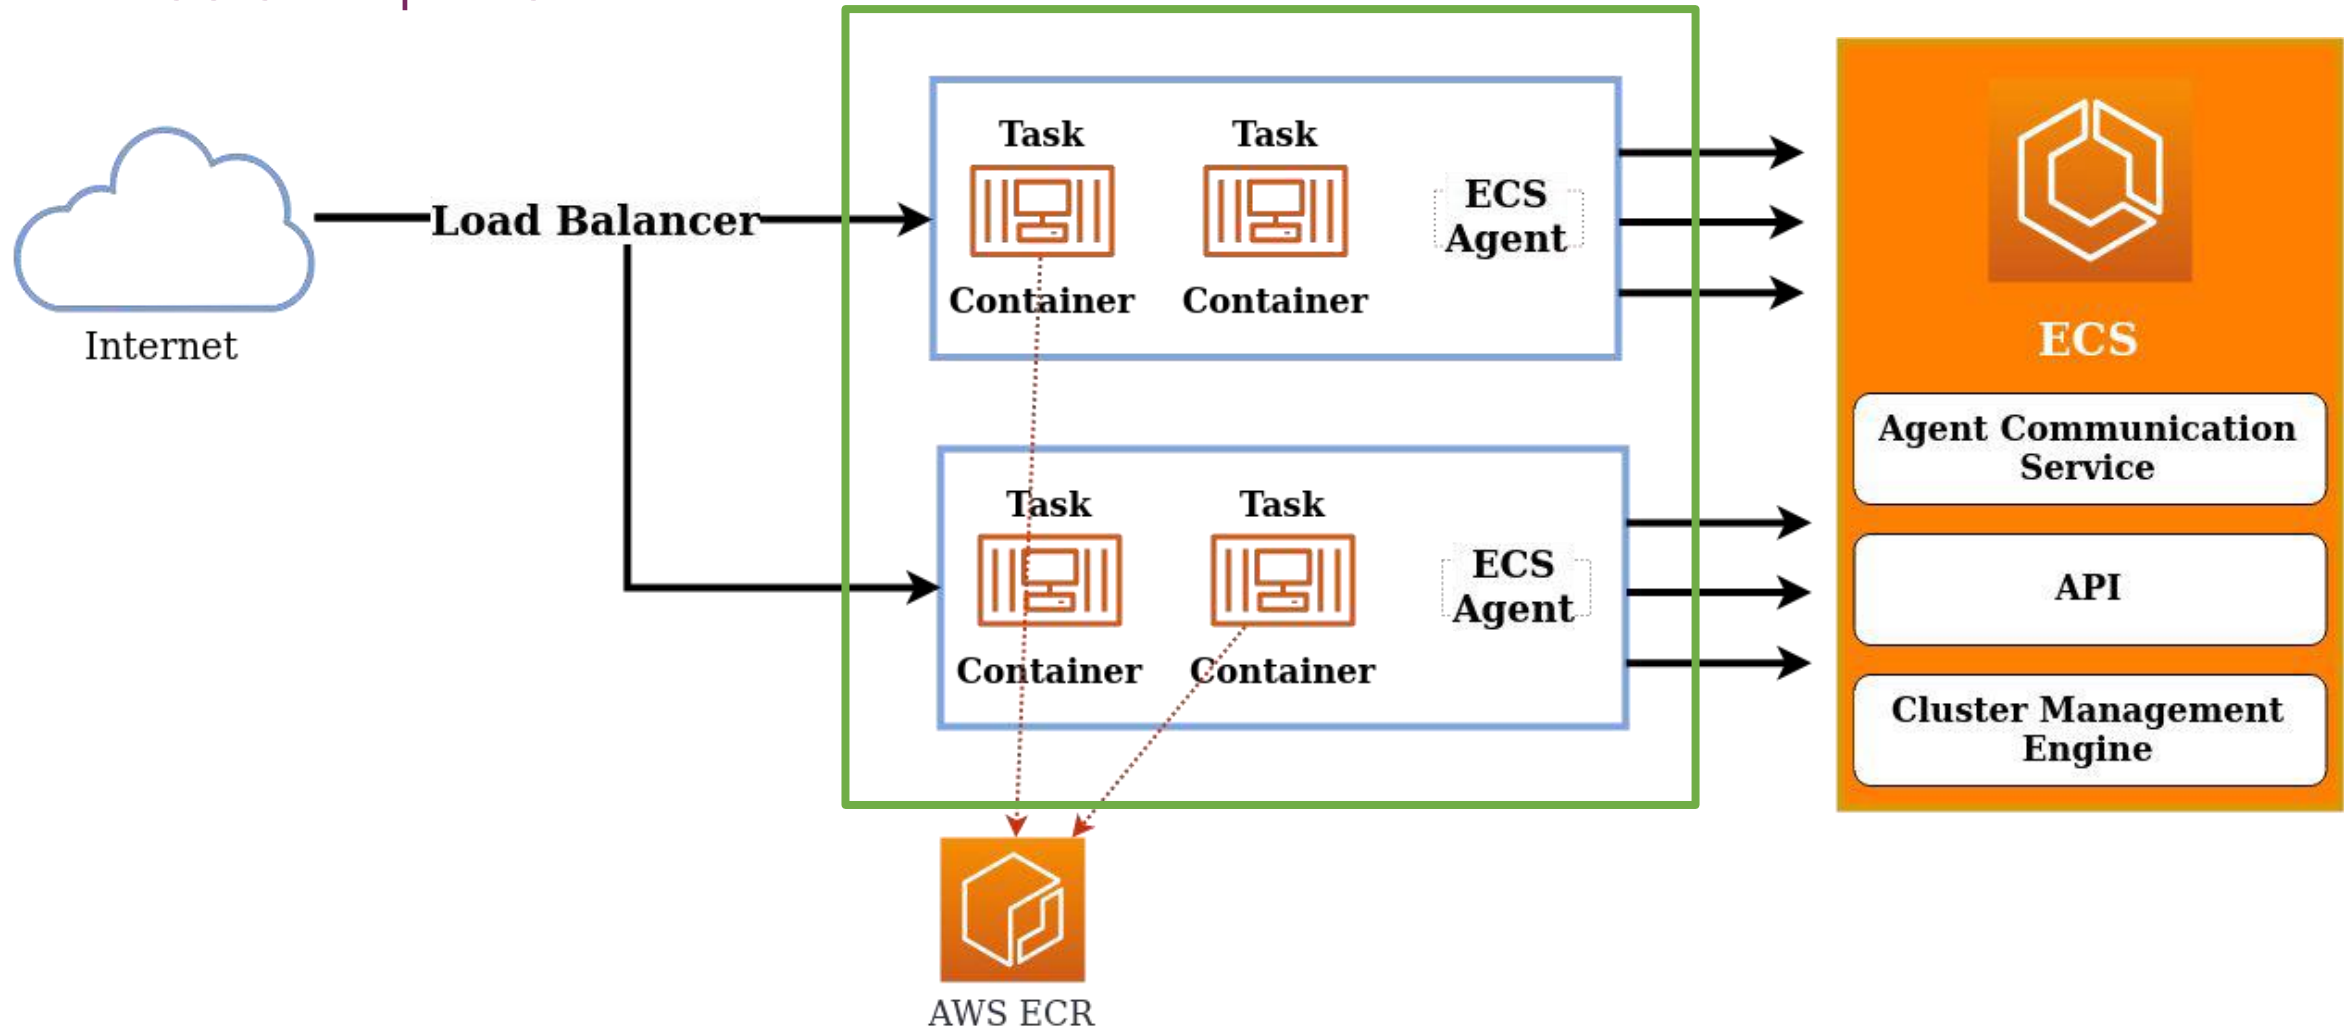 Internet
Load Balancer
Task
Task
ECS
Agent
Container
Container
Task
Task
ECS
Agent
Container
Container
AWS ECR
ECS
Agent Communication
Service
API
Cluster Management
Engine